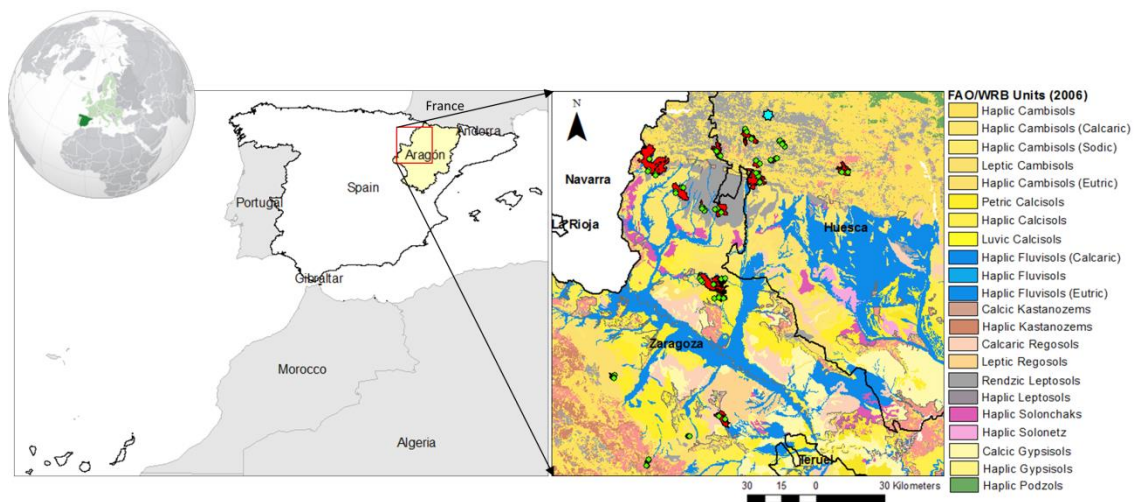 France
Andorra
Aragón
Spain
Portugal
Gibraltar
Morocco
Algeria
N
Navarra
La Rioja
Huesca
Zaragoza
Teruel
30 15 0 30 Kilometers
FAO/WRB Units (2006)
Haplic Cambisols
Haplic Cambisols (Calcaric)
Haplic Cambisols (Sodic)
Leptic Cambisols
Haplic Cambisols (Eutric)
Petric Calcisols
Haplic Calcisols
Luvic Calcisols
Haplic Fluvisols (Calcaric)
Haplic Fluvisols
Haplic Fluvisols (Eutric)
Calcic Kastanozems
Haplic Kastanozems
Calcaric Regosols
Leptic Regosols
Rendzic Leptosols
Haplic Leptosols
Haplic Solonchaks
Haplic Solonetz
Calcic Gypsisols
Haplic Gypsisols
Haplic Podzols